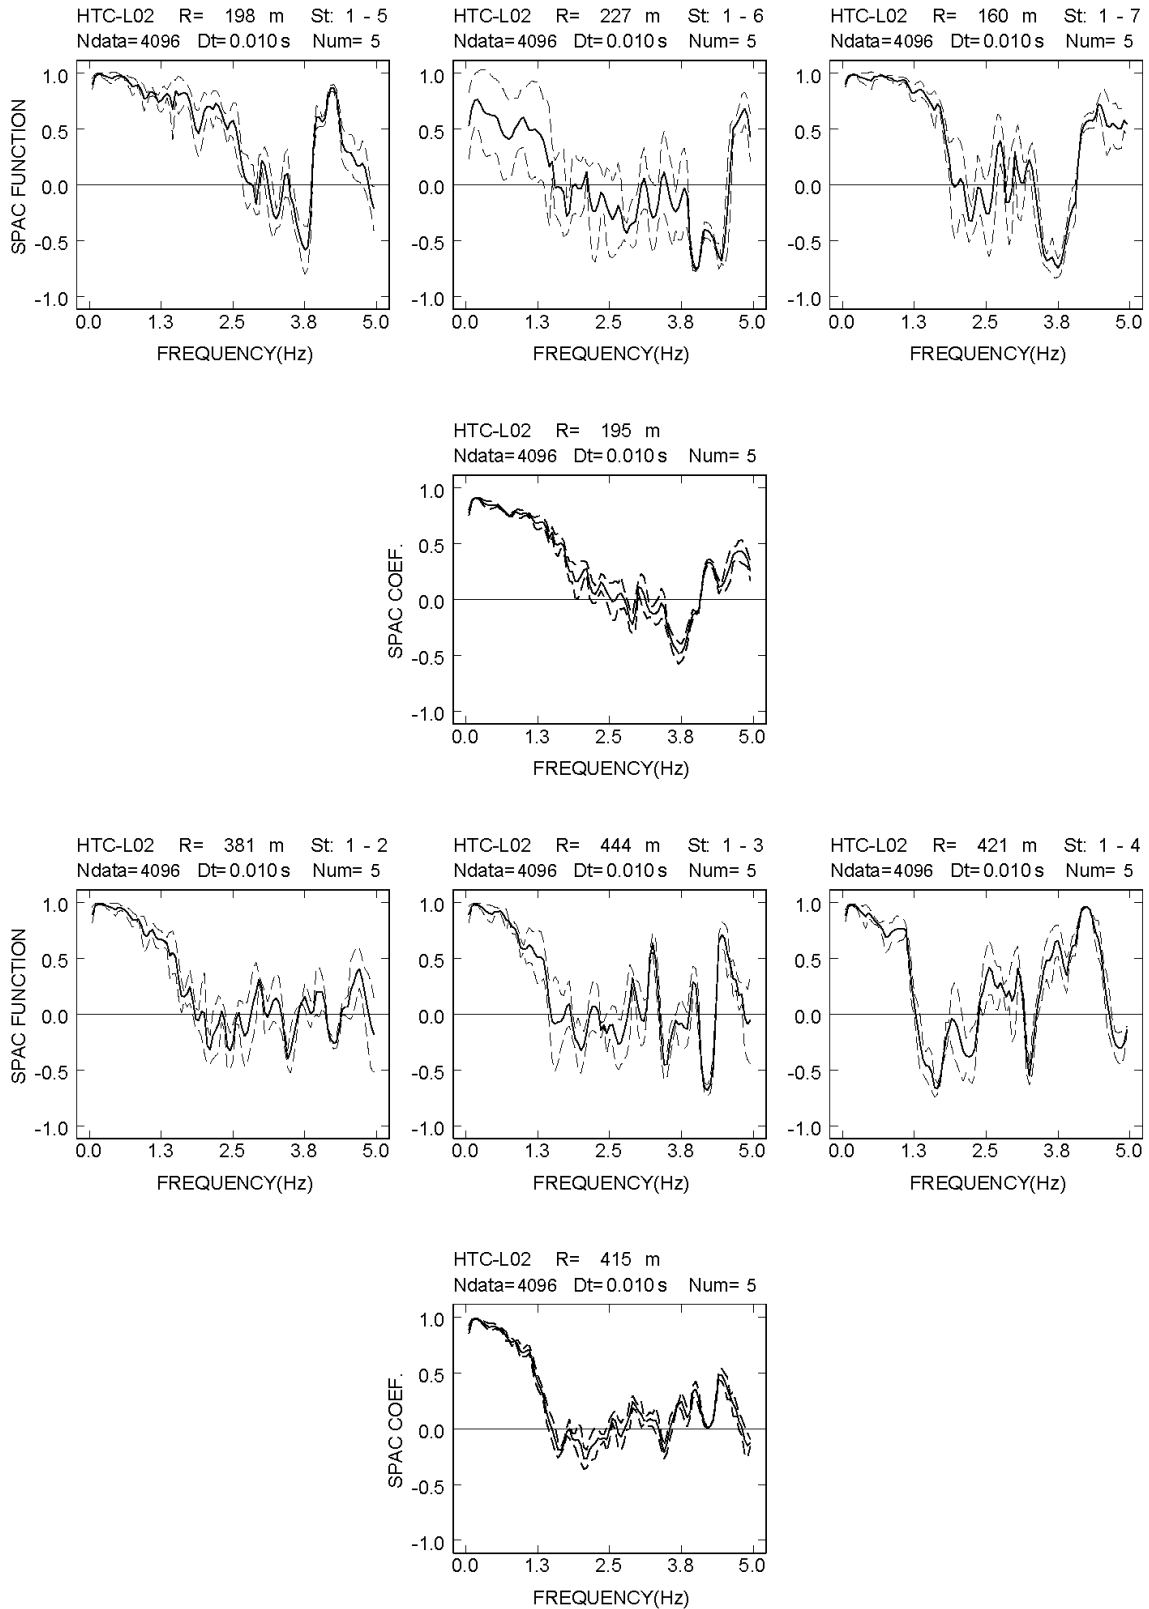 HTC-L02 R= 198 m St: 1 - 5
Ndata=4096 Dt=0.010s Num= 5
SPAC FUNCTION
1.0
0.5
0.0
-0.5
-1.0
0.0 1.3 2.5 3.8 5.0
FREQUENCY(Hz)
HTC-L02 R= 227 m St: 1 - 6
Ndata=4096 Dt=0.010s Num= 5
1.0
0.5
0.0
-0.5
-1.0
0.0 1.3 2.5 3.8 5.0
FREQUENCY(Hz)
HTC-L02 R= 160 m St: 1 - 7
Ndata=4096 Dt=0.010s Num= 5
1.0
0.5
0.0
-0.5
-1.0
0.0 1.3 2.5 3.8 5.0
FREQUENCY(Hz)
HTC-L02 R= 195 m
Ndata=4096 Dt=0.010s Num= 5
SPAC COEF.
1.0
0.5
0.0
-0.5
-1.0
0.0 1.3 2.5 3.8 5.0
FREQUENCY(Hz)
HTC-L02 R= 381 m St: 1 - 2
Ndata=4096 Dt=0.010s Num= 5
SPAC FUNCTION
1.0
0.5
0.0
-0.5
-1.0
0.0 1.3 2.5 3.8 5.0
FREQUENCY(Hz)
HTC-L02 R= 444 m St: 1 - 3
Ndata=4096 Dt=0.010s Num= 5
1.0
0.5
0.0
-0.5
-1.0
0.0 1.3 2.5 3.8 5.0
FREQUENCY(Hz)
HTC-L02 R= 421 m St: 1 - 4
Ndata=4096 Dt=0.010s Num= 5
1.0
0.5
0.0
-0.5
-1.0
0.0 1.3 2.5 3.8 5.0
FREQUENCY(Hz)
HTC-L02 R= 415 m
Ndata=4096 Dt=0.010s Num= 5
SPAC COEF.
1.0
0.5
0.0
-0.5
-1.0
0.0 1.3 2.5 3.8 5.0
FREQUENCY(Hz)